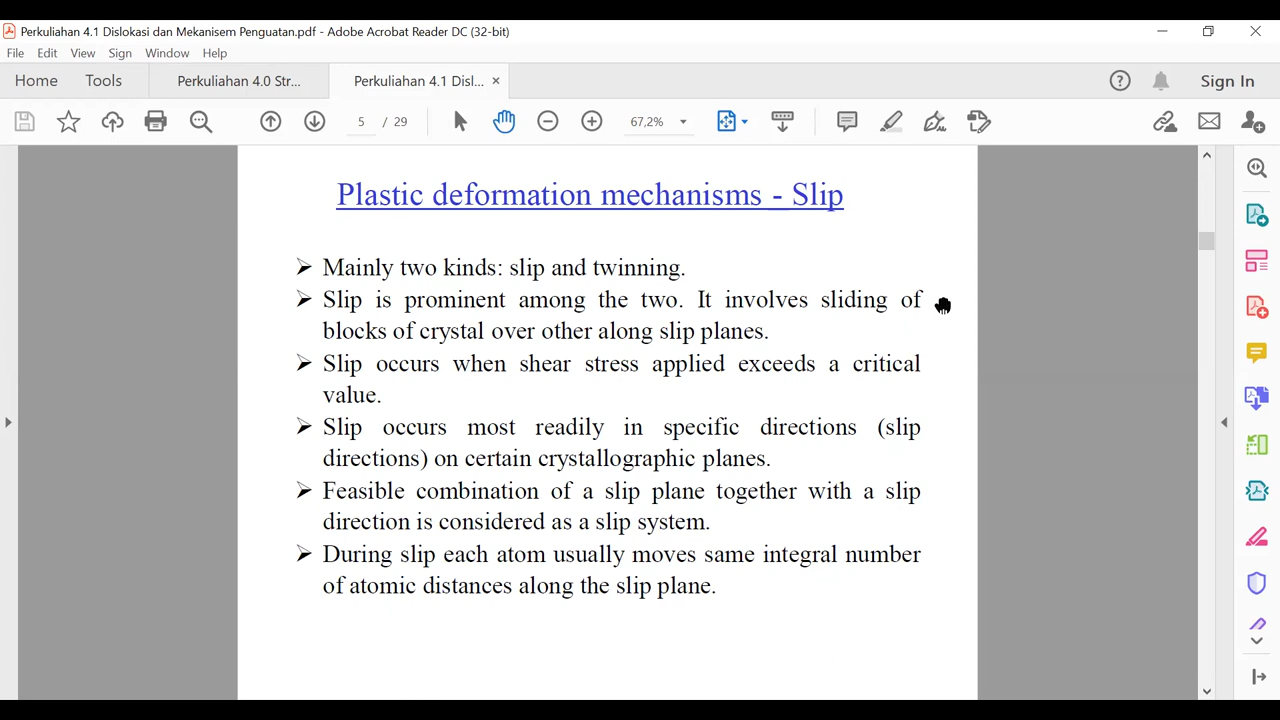 Perkuliahan 4.1 Dislokasi dan Mekanisem Penguatan.pdf - Adobe Acrobat Reader DC (32-bit)
File Edit View Sign Window Help
Home Tools Perkuliahan 4.0 Str... Perkuliahan 4.1 Disl... × Sign In
5 / 29 67,2%
Plastic deformation mechanisms - Slip
➢ Mainly two kinds: slip and twinning.
➢ Slip is prominent among the two. It involves sliding of
blocks of crystal over other along slip planes.
➢ Slip occurs when shear stress applied exceeds a critical
value.
➢ Slip occurs most readily in specific directions (slip
directions) on certain crystallographic planes.
➢ Feasible combination of a slip plane together with a slip
direction is considered as a slip system.
➢ During slip each atom usually moves same integral number
of atomic distances along the slip plane.